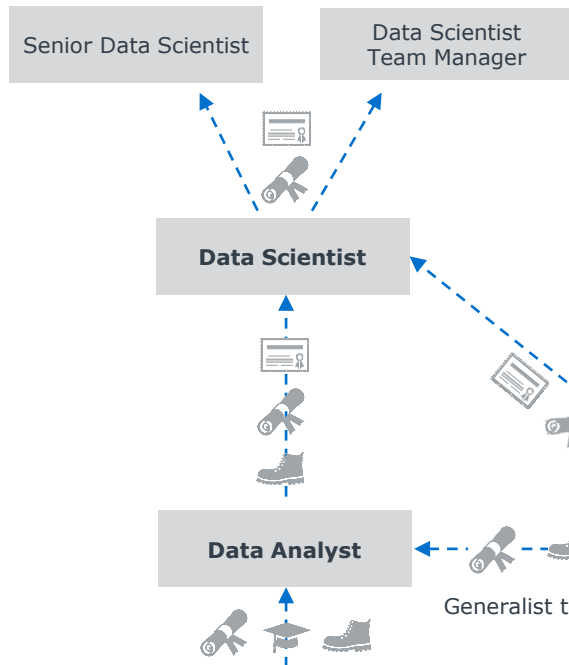 Senior Data Scientist
Data Scientist
Team Manager
Data Scientist
Data Analyst
Generalist t